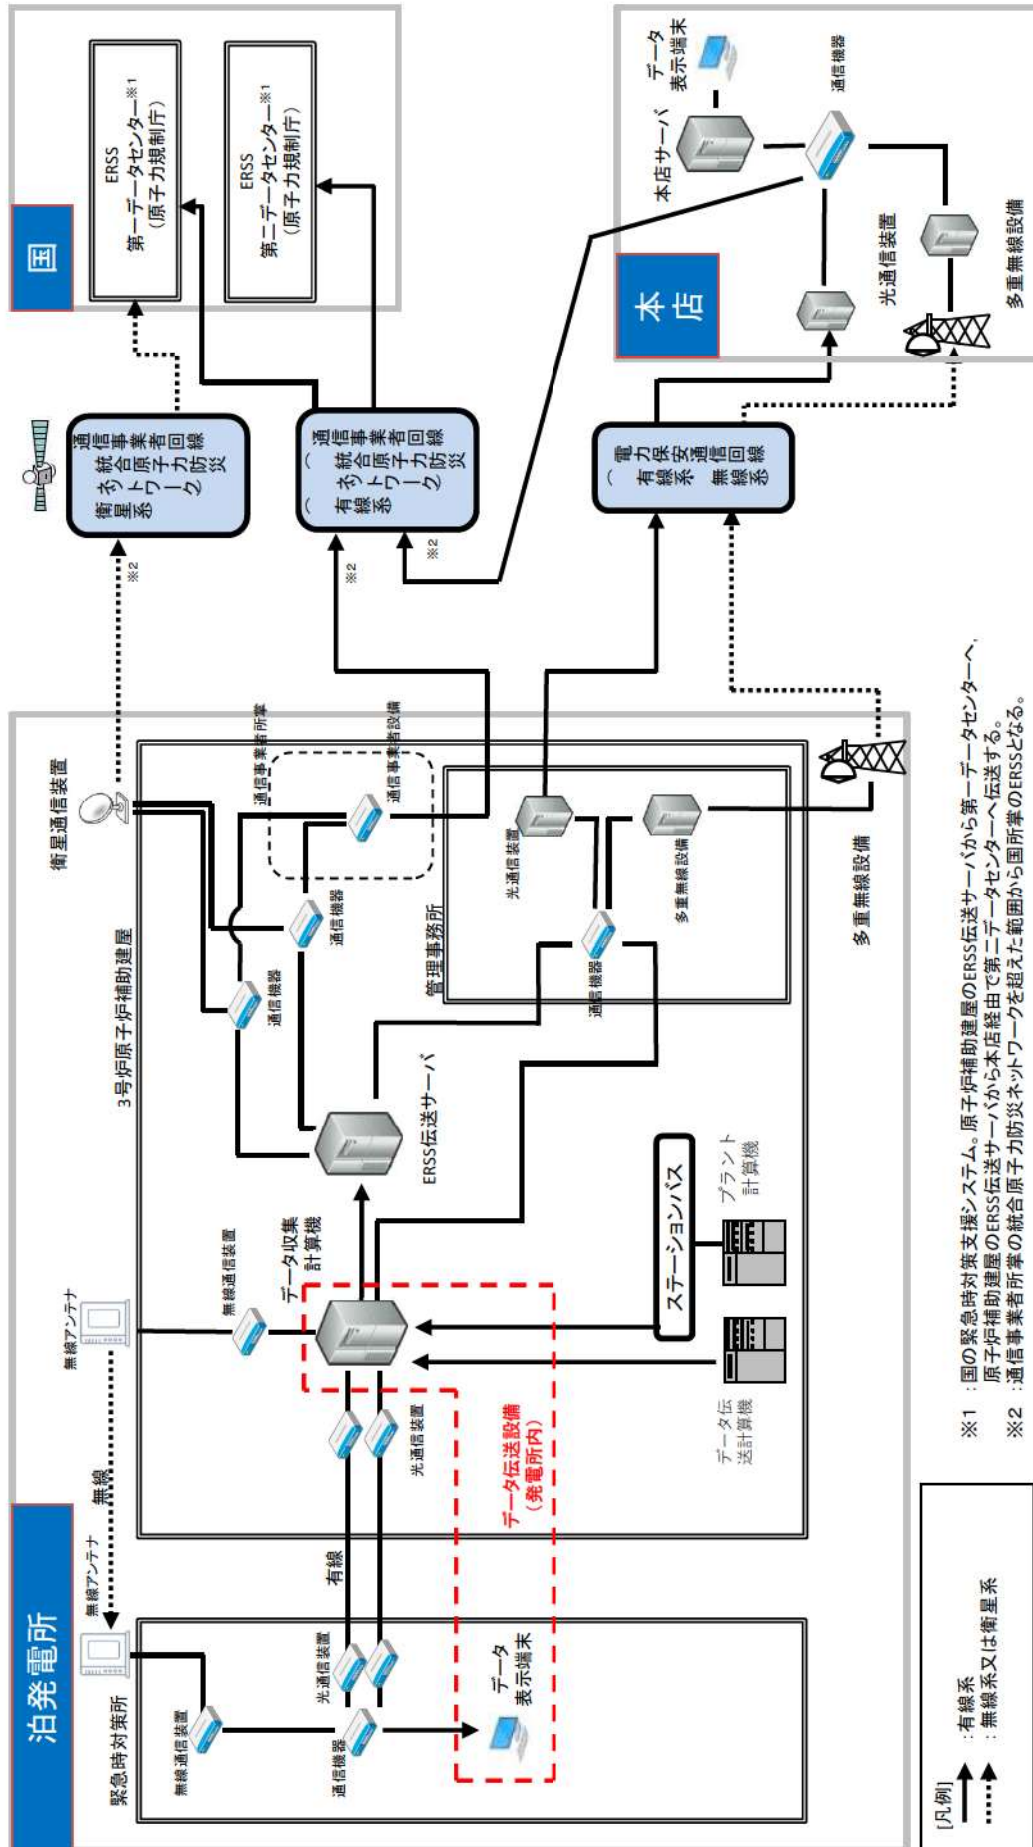 泊発電所
緊急時対策所
無線アンテナ
無線
無線アンテナ
無線通信装置
通信機器
光通信装置
データ
表示端末
有線
データ伝送設備
（発電所内）
3号炉原子炉補助建屋
無線通信装置
データ収集
計算機
光通信装置
データ伝
送計算機
プラント
計算機
ステーションバス
ERSS伝送サーバ
通信機器
通信機器
衛星通信装置
通信事業者所掌
通信事業者設備
管理事務所
通信機器
光通信装置
多重無線設備
多重無線設備
※2
※2
※2
通信事業者回線
統合原子力防災
ネットワーク
衛星系
通信事業者回線
（統合原子力防災
ネットワーク）
（有線系）
電力保安通信回線
（有線系、無線系）
国
ERSS
第一データセンター※1
（原子力規制庁）
ERSS
第二データセンター※1
（原子力規制庁）
本店
本店サーバ
データ
表示端末
通信機器
光通信装置
多重無線設備
[凡例]
：有線系
：無線系又は衛星系
※1 ：国の緊急時対策支援システム。原子炉補助建屋のERSS伝送サーバから第一データセンターへ、
原子炉補助建屋のERSS伝送サーバから本店経由で第二データセンターへ伝送する。
※2 ：通信事業者所掌の統合原子力防災ネットワークを超えた範囲から国所掌のERSSとなる。